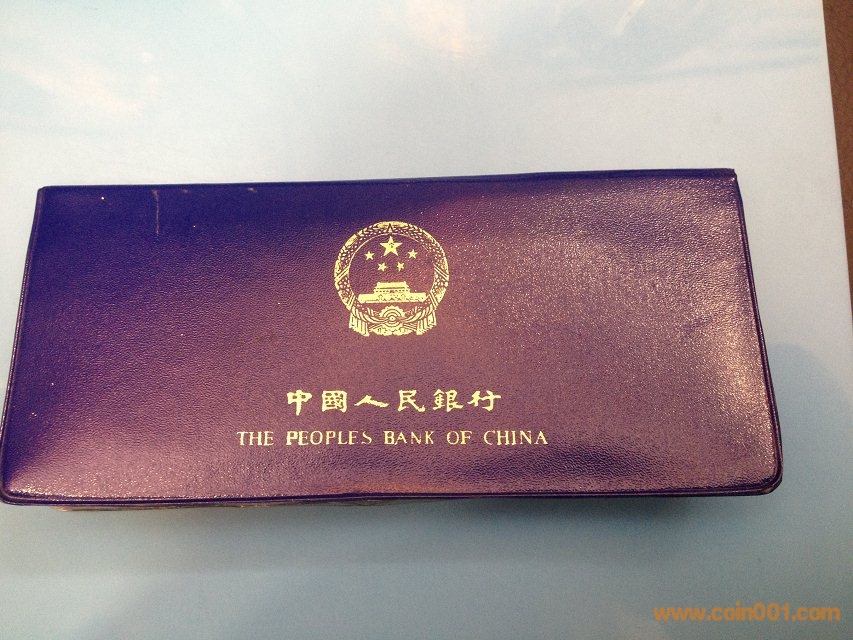 中國人民銀行
THE PEOPLES BANK OF CHINA
www.coin001.com